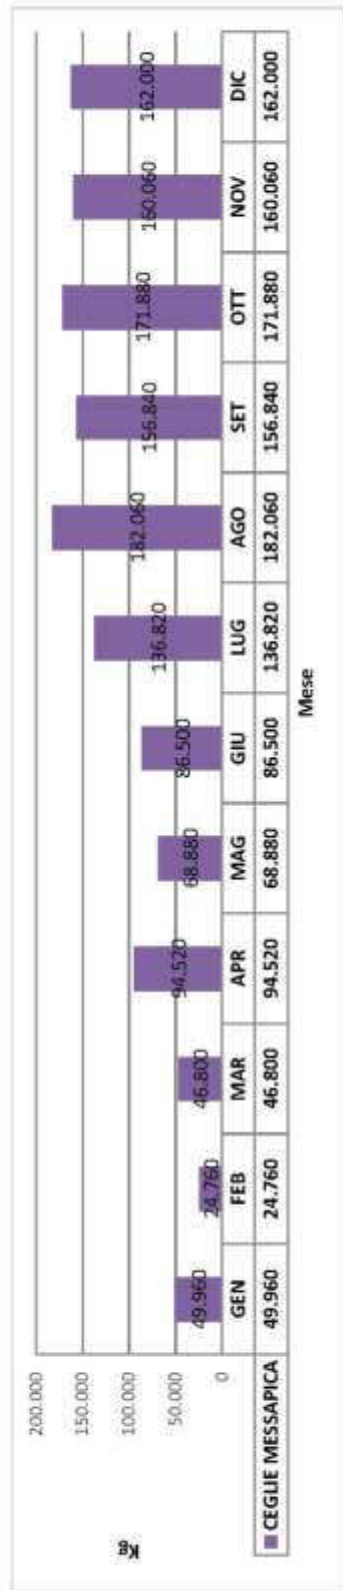 200.000
150.000
100.000
50.000
0
Kg
49.960 24.760 46.800 94.520 68.880 86.500 136.820 182.060 156.840 171.880 160.060 162.000
GEN FEB MAR APR MAG GIU LUG AGO SET OTT NOV DIC
CEGLIE MESSAPICA 49.960 24.760 46.800 94.520 68.880 86.500 136.820 182.060 156.840 171.880 160.060 162.000
Mese